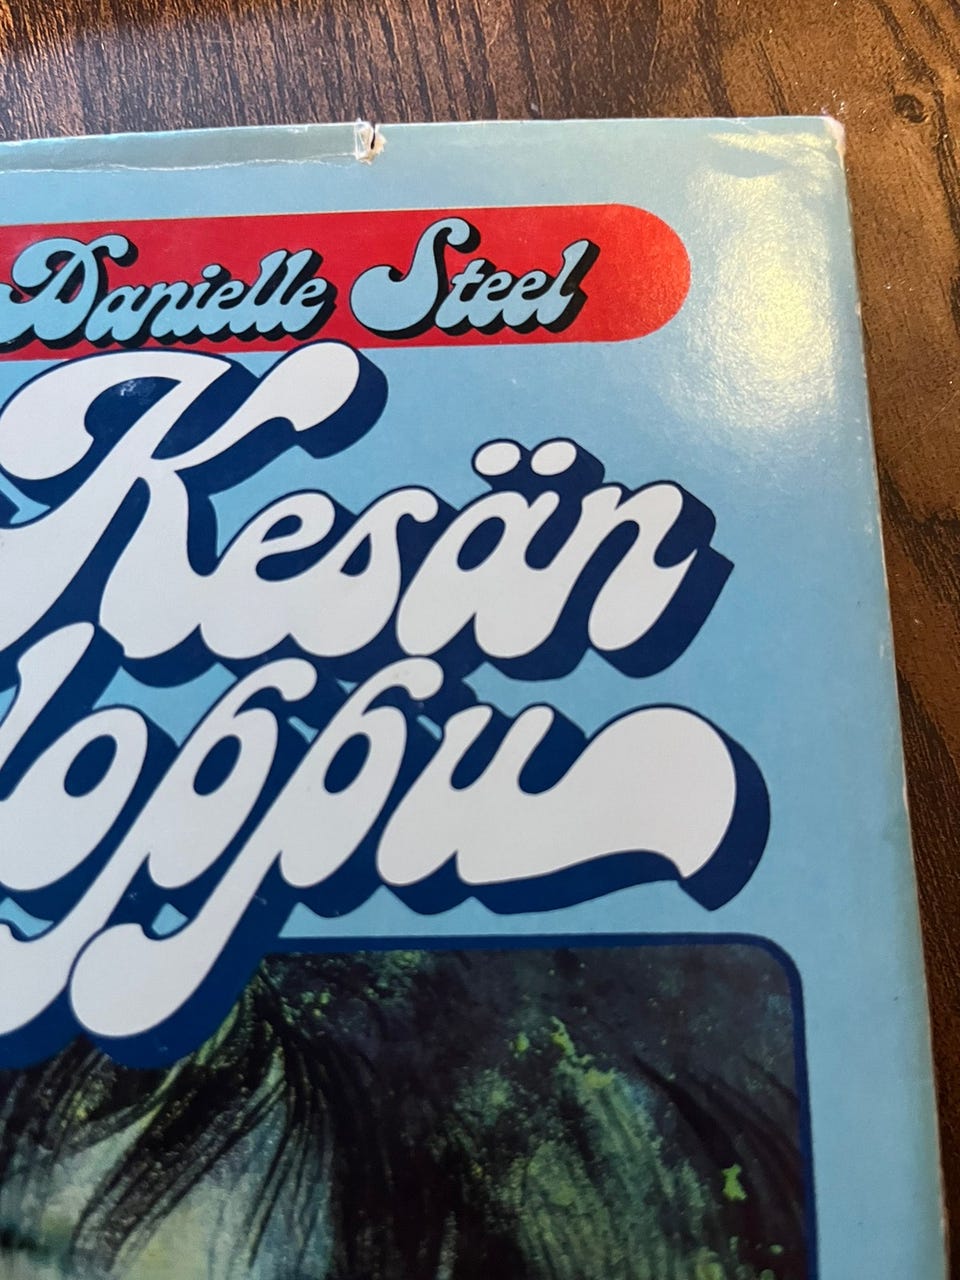 Danielle Steel
Kesän
loppu